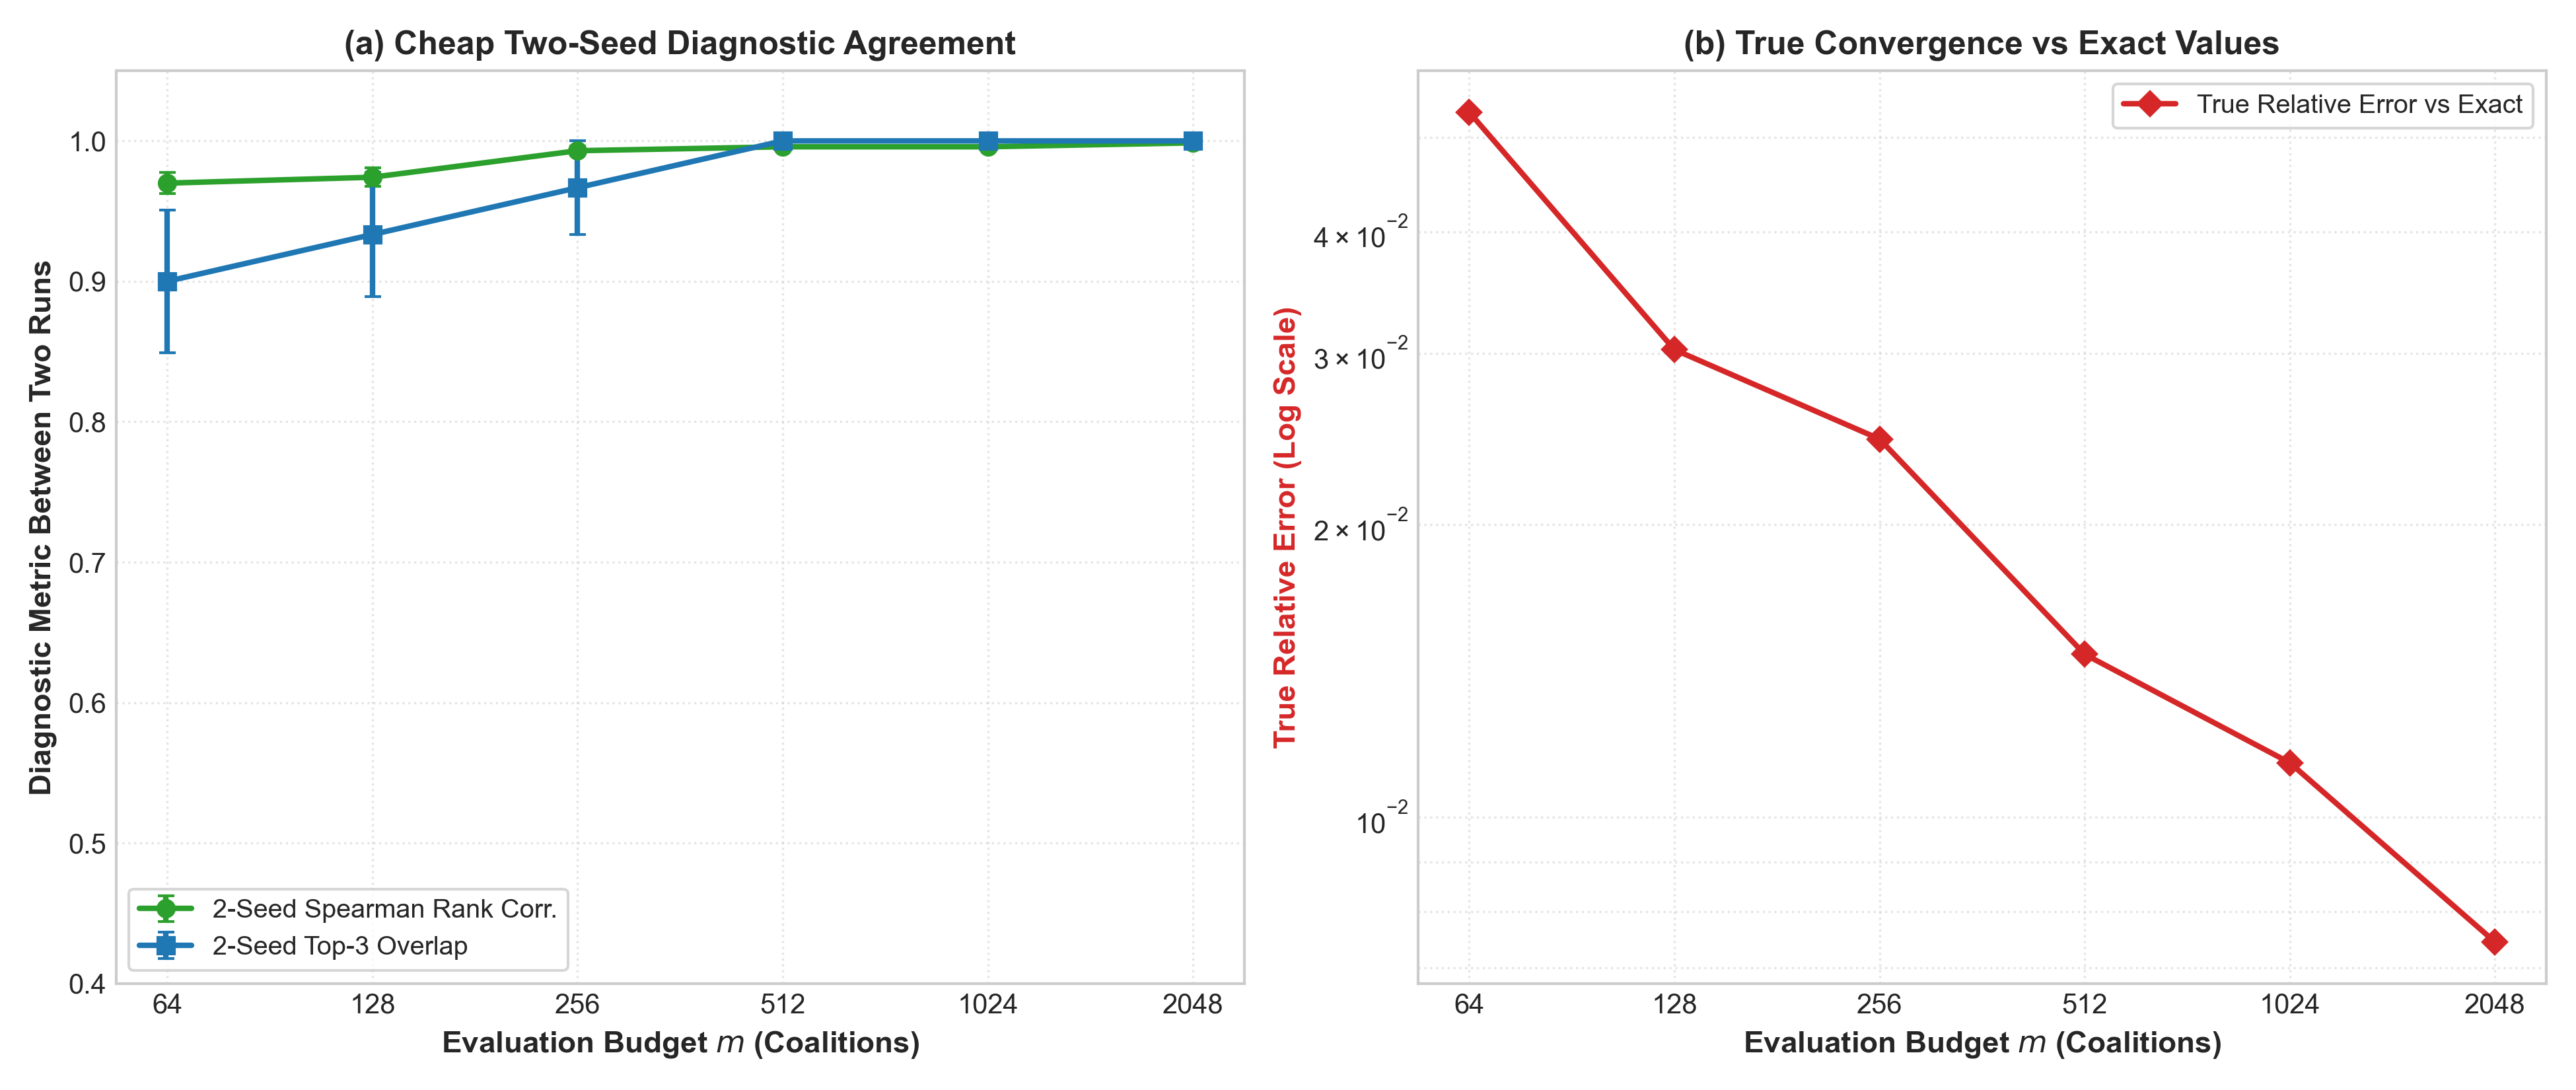 (a) Cheap Two-Seed Diagnostic Agreement
Diagnostic Metric Between Two Runs
1.0
0.9
0.8
0.7
0.6
0.5
0.4
2-Seed Spearman Rank Corr.
2-Seed Top-3 Overlap
64 128 256 512 1024 2048
Evaluation Budget m (Coalitions)
(b) True Convergence vs Exact Values
True Relative Error (Log Scale)
True Relative Error vs Exact
4 × 10⁻²
3 × 10⁻²
2 × 10⁻²
10⁻²
64 128 256 512 1024 2048
Evaluation Budget m (Coalitions)